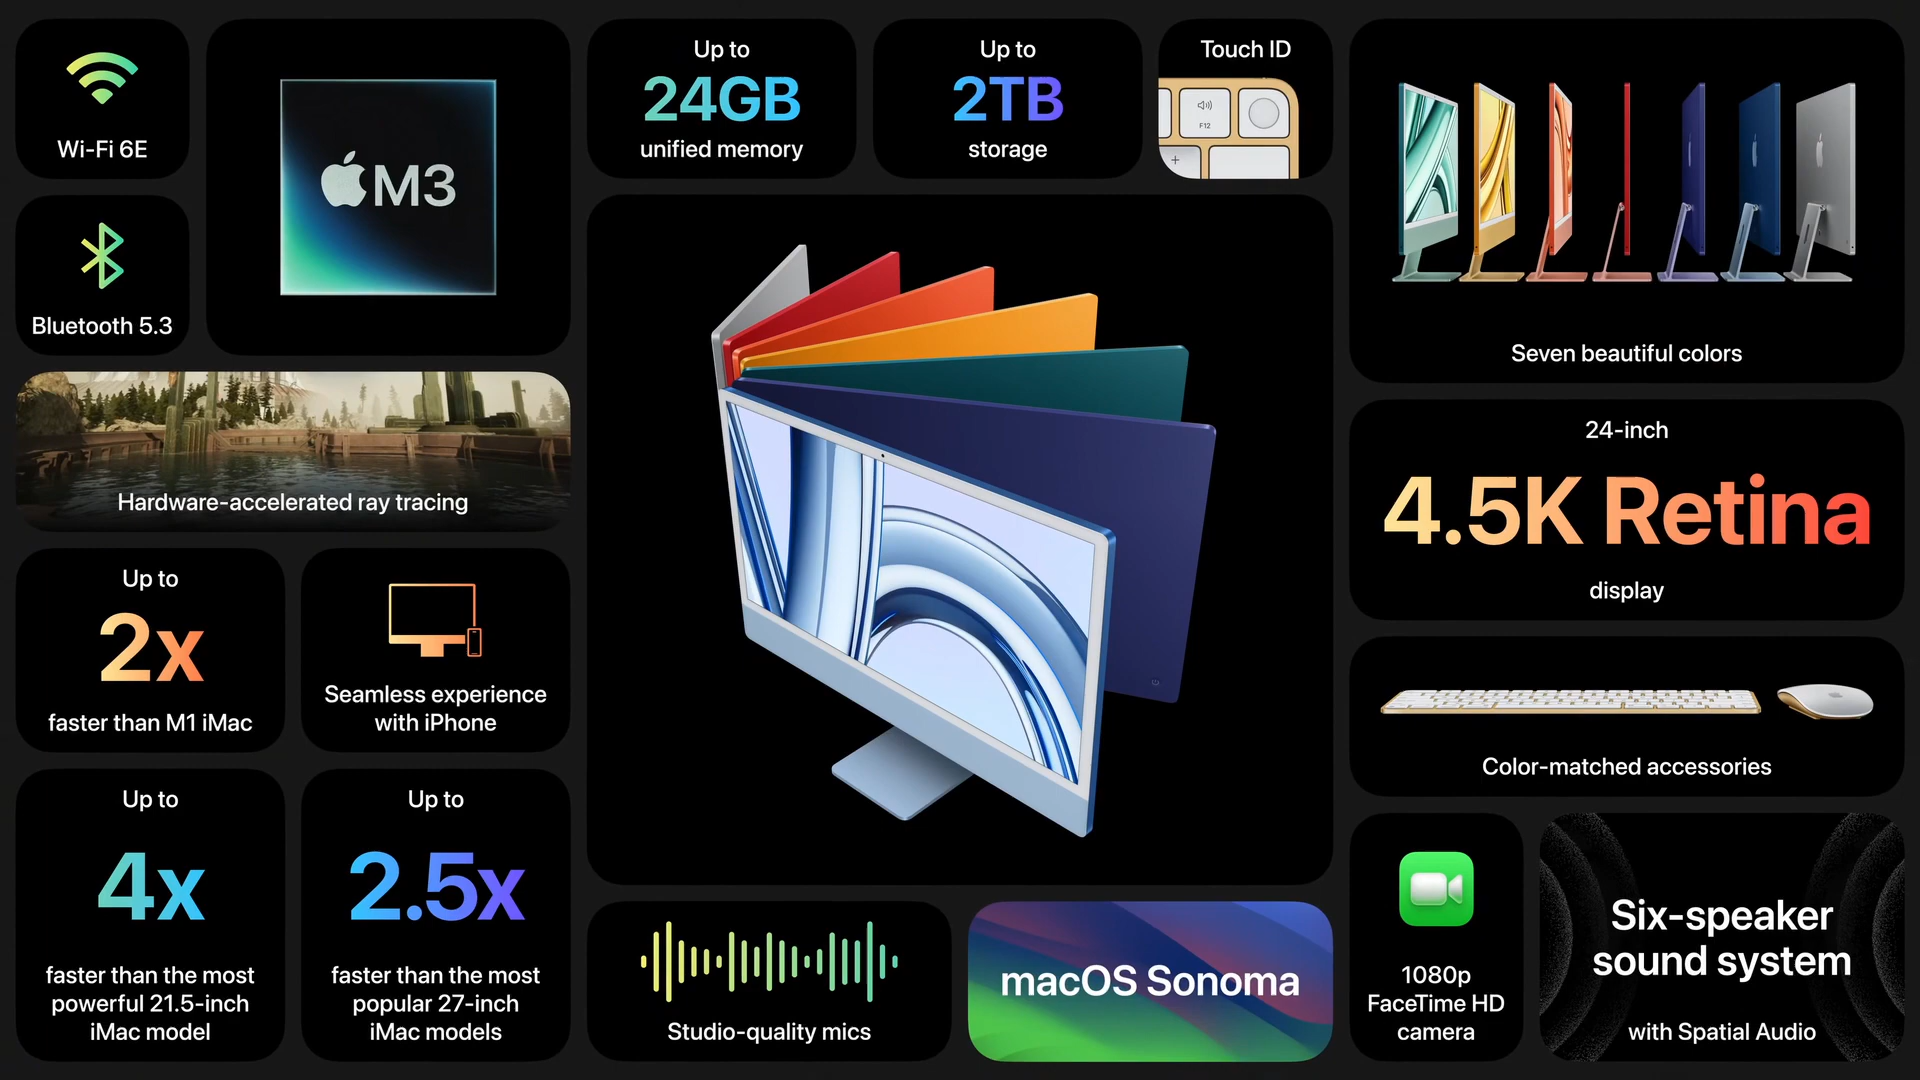 Wi-Fi 6E
Bluetooth 5.3
M3
Hardware-accelerated ray tracing
Up to
2x
faster than M1 iMac
Seamless experience
with iPhone
Up to
4x
faster than the most
powerful 21.5-inch
iMac model
Up to
2.5x
faster than the most
popular 27-inch
iMac models
Up to
24GB
unified memory
Up to
2TB
storage
Touch ID
F12
+
Studio-quality mics
macOS Sonoma
Seven beautiful colors
24-inch
4.5K Retina
display
Color-matched accessories
1080p
FaceTime HD
camera
Six-speaker
sound system
with Spatial Audio